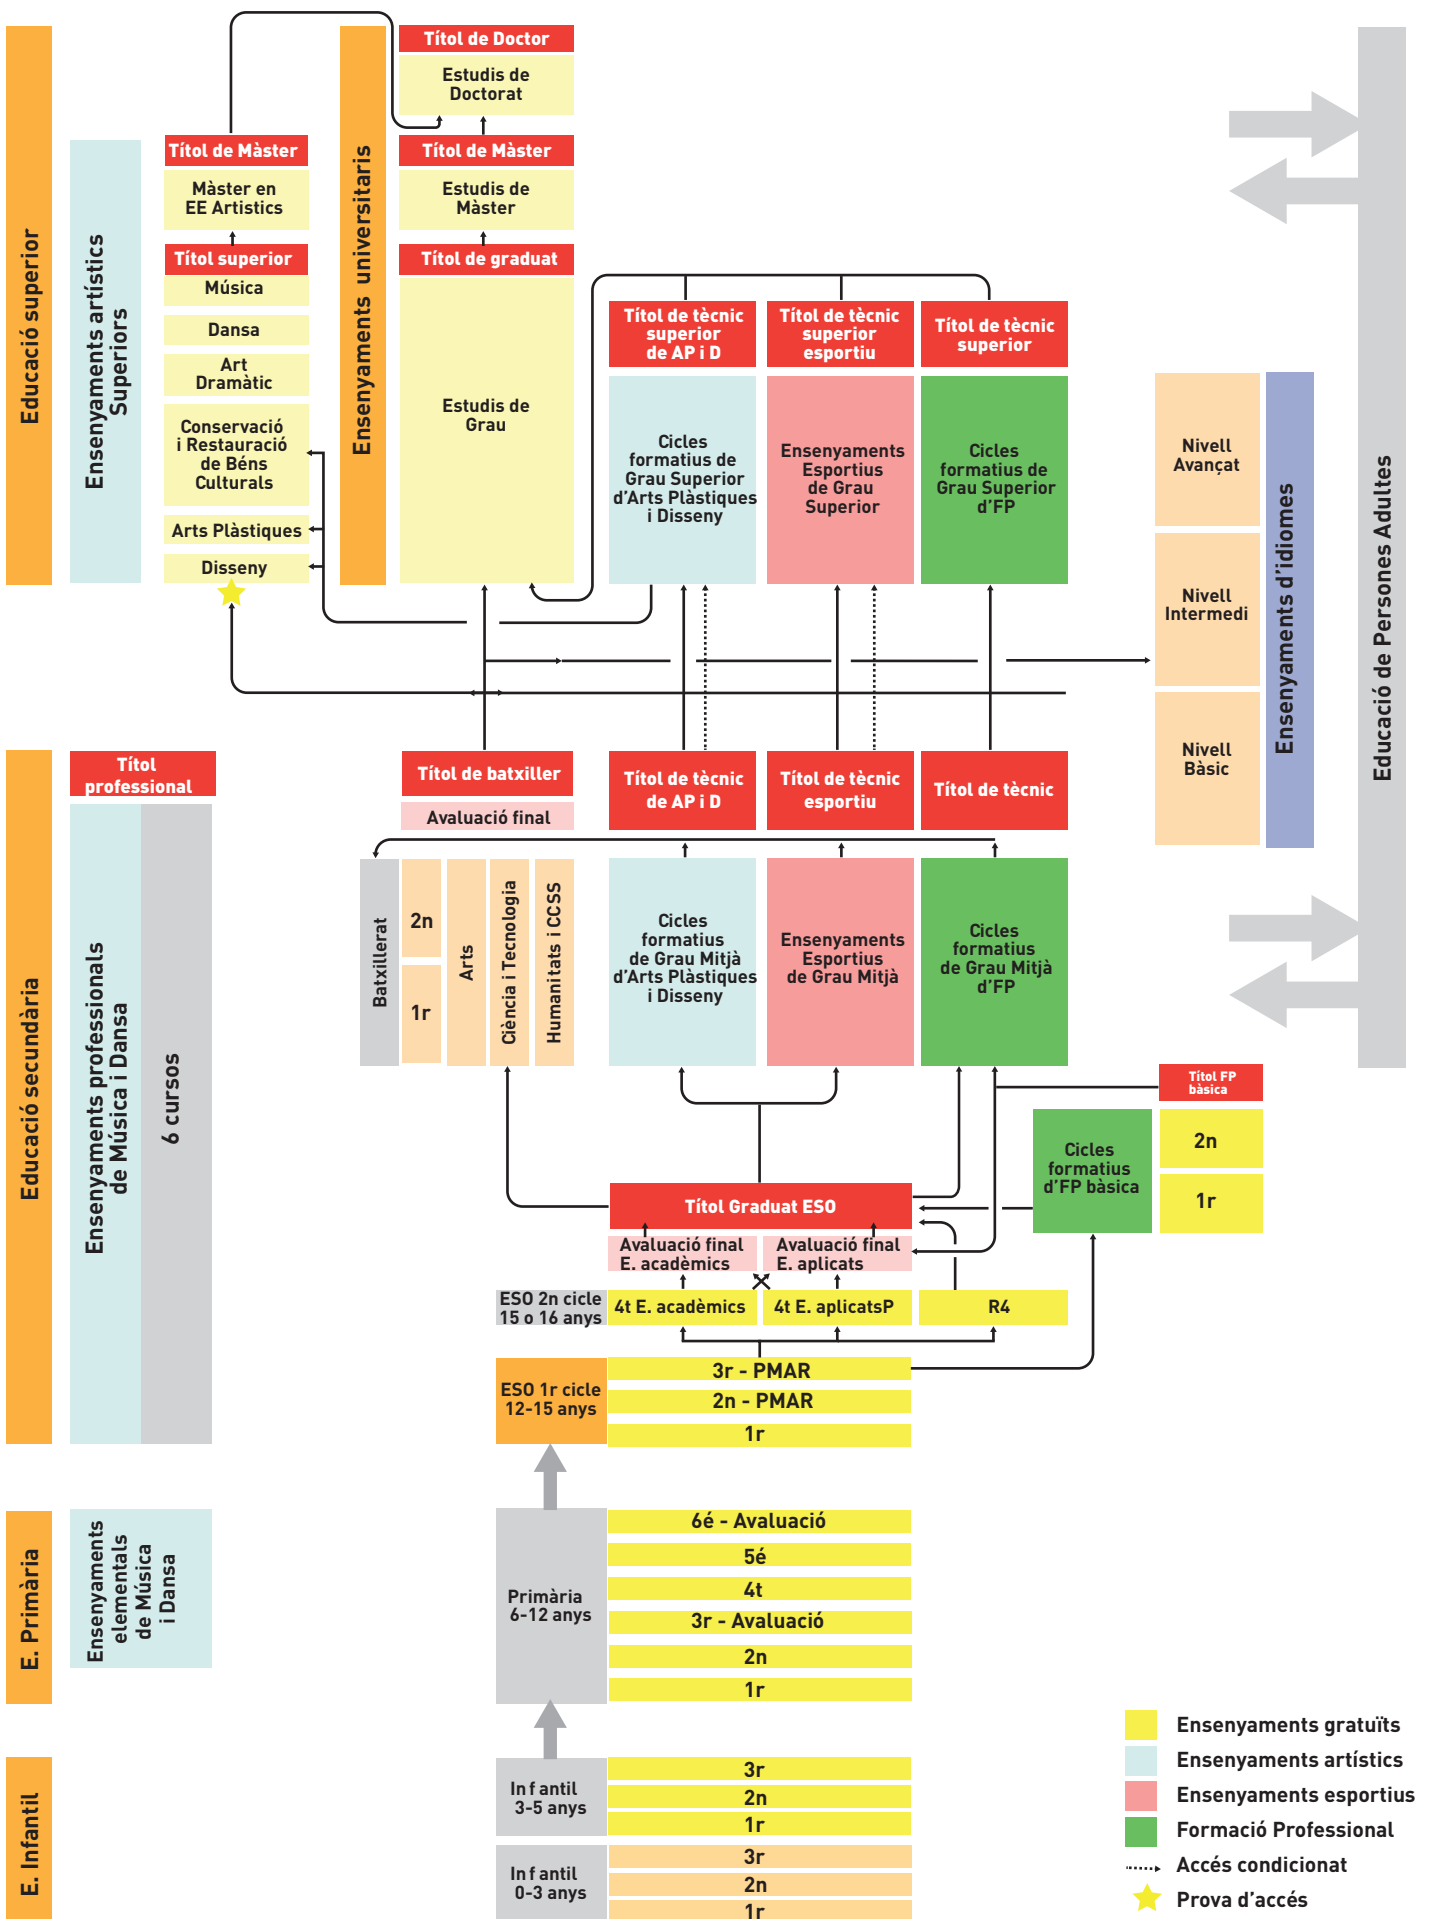 Educació superior
Ensenyaments artístics
Superiors
Títol de Màster
Màster en
EE Artistics
Títol superior
Música
Dansa
Art
Dramàtic
Conservació
i Restauració
de Béns
Culturals
Arts Plàstiques
Disseny
Ensenyaments universitaris
Títol de Doctor
Estudis de
Doctorat
Títol de Màster
Estudis de
Màster
Títol de graduat
Estudis de
Grau
Títol de tècnic
superior
de AP i D
Cicles
formatius de
Grau Superior
d'Arts Plàstiques
i Disseny
Títol de tècnic
superior
esportiu
Ensenyaments
Esportius
de Grau
Superior
Títol de tècnic
superior
Cicles
formatius de
Grau Superior
d'FP
Nivell
Avançat
Nivell
Intermedi
Nivell
Bàsic
Ensenyaments d'idiomes
Educació de Persones Adultes
Educació secundària
Títol
professional
Ensenyaments professionals
de Música i Dansa
6 cursos
Títol de batxiller
Avaluació final
Batxillerat
2n
1r
Arts
Ciència i Tecnologia
Humanitats i CCSS
Títol de tècnic
de AP i D
Cicles
formatius
de Grau Mitjà
d'Arts Plàstiques
i Disseny
Títol de tècnic
esportiu
Ensenyaments
Esportius
de Grau Mitjà
Títol de tècnic
Cicles
formatius
de Grau Mitjà
d'FP
Títol FP
bàsica
Cicles
formatius
d'FP bàsica
2n
1r
Títol Graduat ESO
Avaluació final
E. acadèmics
Avaluació final
E. aplicats
ESO 2n cicle
15 o 16 anys
4t E. acadèmics
4t E. aplicatsP
R4
ESO 1r cicle
12-15 anys
3r - PMAR
2n - PMAR
1r
E. Primària
Ensenyaments
elementals
de Música
i Dansa
Primària
6-12 anys
6é - Avaluació
5é
4t
3r - Avaluació
2n
1r
E. Infantil
Inf antil
3-5 anys
3r
2n
1r
Inf antil
0-3 anys
3r
2n
1r
Ensenyaments gratuïts
Ensenyaments artístics
Ensenyaments esportius
Formació Professional
Accés condicionat
Prova d'accés